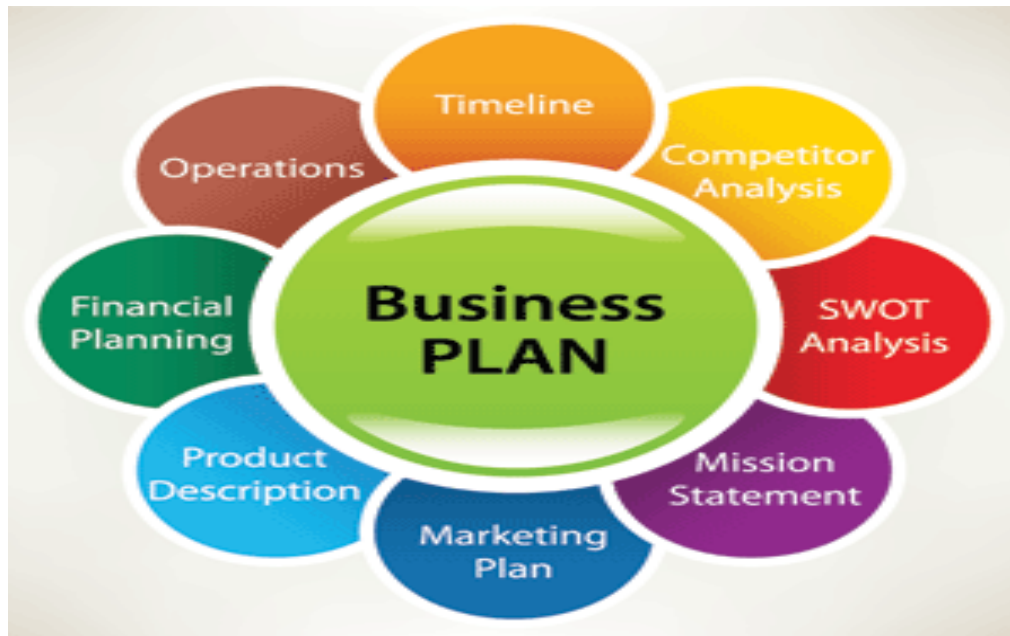 Timeline
Competitor
Analysis
SWOT
Analysis
Mission
Statement
Marketing
Plan
Product
Description
Financial
Planning
Operations
Business
PLAN